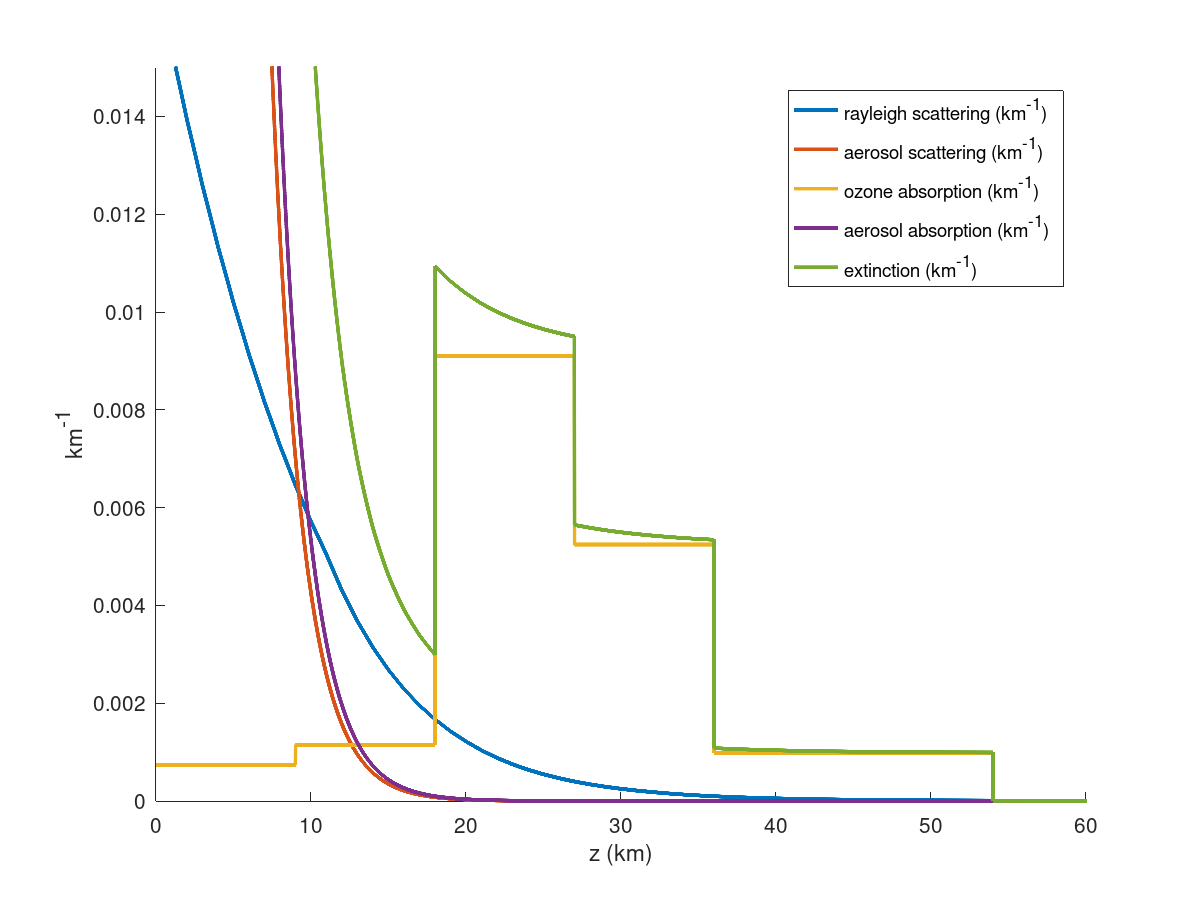 0.014
0.012
0.01
0.008
0.006
0.004
0.002
0
km-1
0 10 20 30 40 50 60
z (km)
rayleigh scattering (km-1)
aerosol scattering (km-1)
ozone absorption (km-1)
aerosol absorption (km-1)
extinction (km-1)